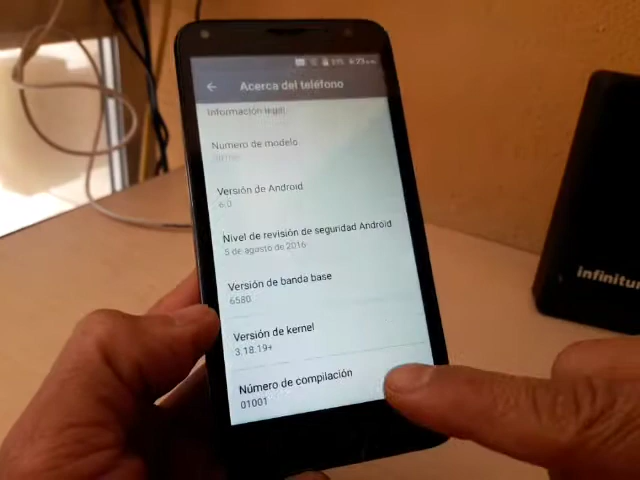 Acerca del teléfono
Información legal
Número de modelo
Versión de Android
6.0
Nivel de revisión de seguridad Android
5 de agosto de 2016
Versión de banda base
6580
Versión de kernel
3.18.19+
Número de compilación
01001
infinitum